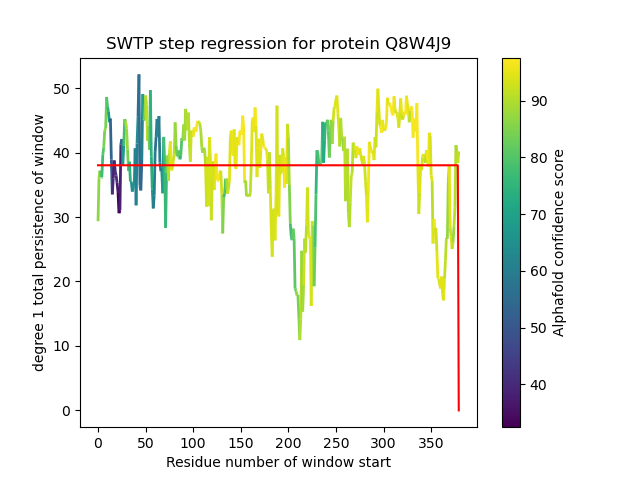 SWTP step regression for protein Q8W4J9
degree 1 total persistence of window
50
40
30
20
10
0
0 50 100 150 200 250 300 350
Residue number of window start
90
80
70
60
50
40
Alphafold confidence score